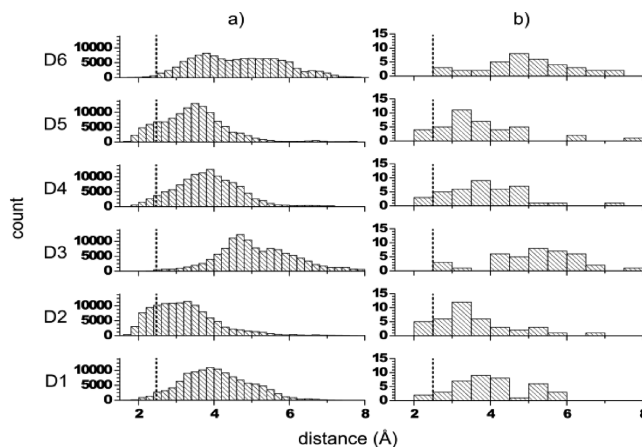 a) b)
D6 10000 5000 0 15 10 5 0
D5 10000 5000 0 15 10 5 0
D4 10000 5000 0 15 10 5 0
D3 10000 5000 0 15 10 5 0
D2 10000 5000 0 15 10 5 0
D1 10000 5000 0 15 10 5 0
count
2 4 6 8 2 4 6 8
distance (Å)